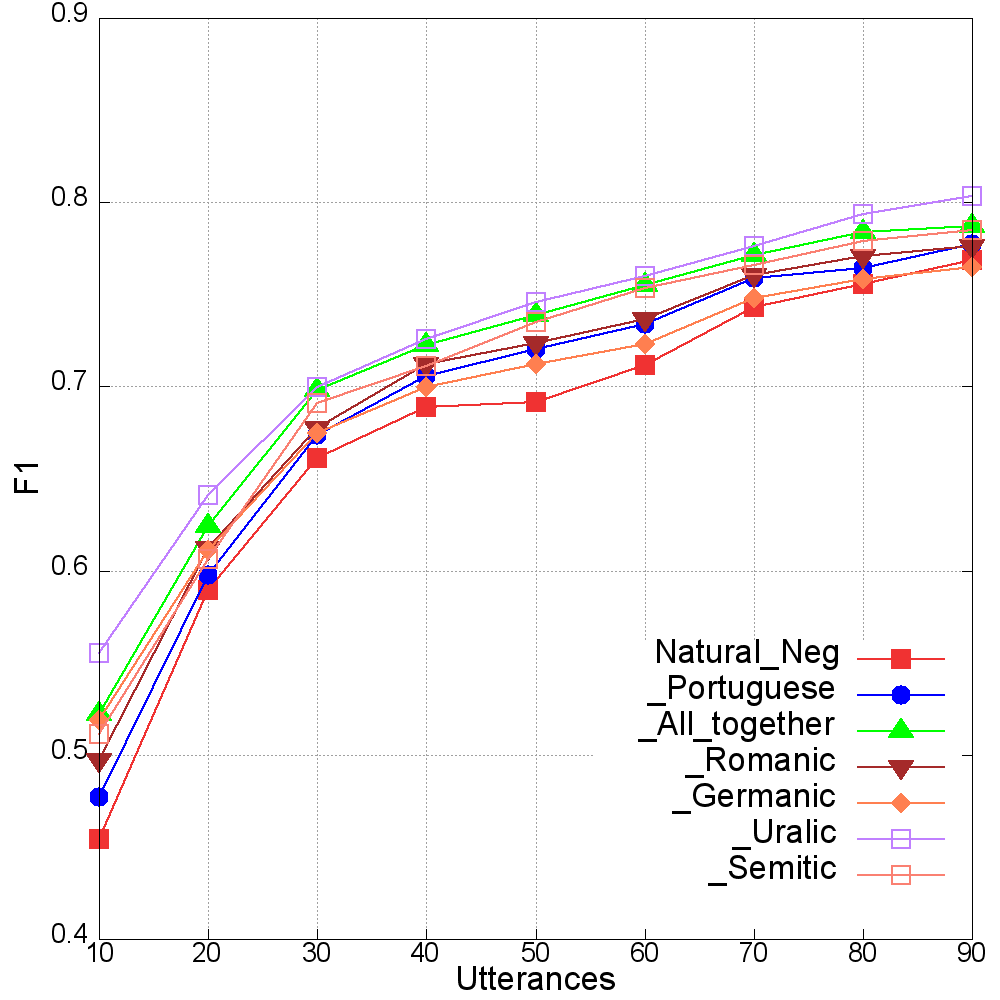 0.9
0.8
0.7
0.6
0.5
0.4
F1
10 20 30 40 50 60 70 80 90
Utterances
Natural_Neg
_Portuguese
_All_together
_Romanic
_Germanic
_Uralic
_Semitic